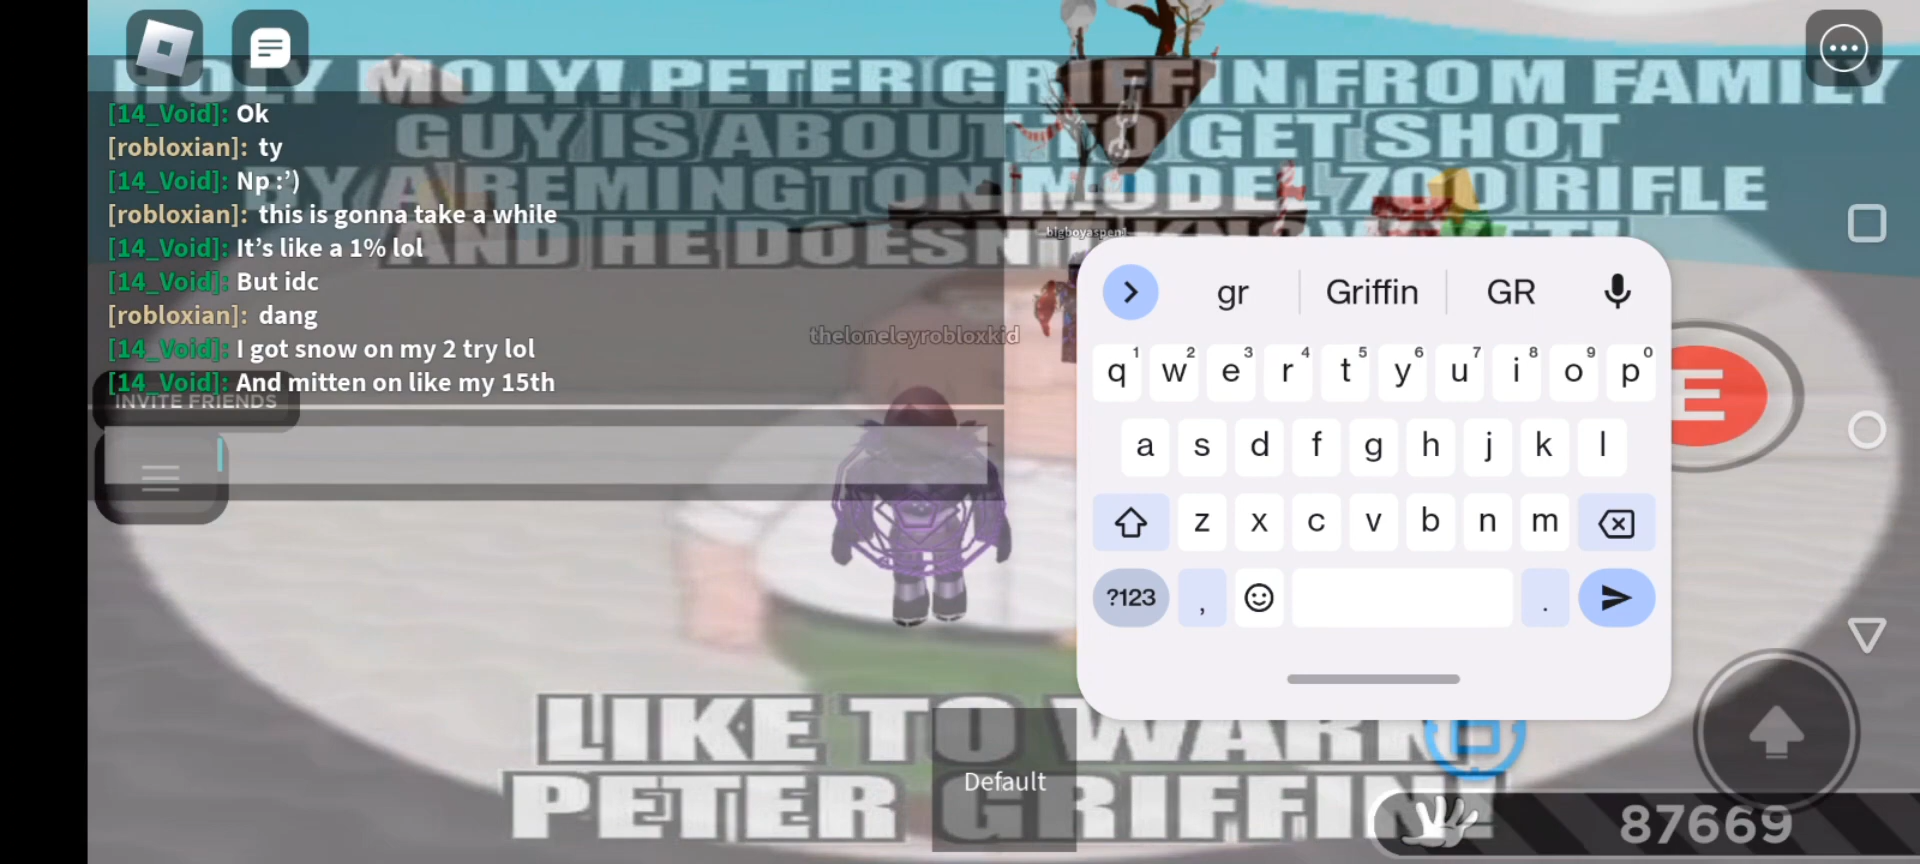 HOLY MOLY! PETER GRIFFIN FROM FAMILY
GUY IS ABOUT TO GET SHOT
BY A REMINGTON MODEL 700 RIFLE
AND HE DOESN'T KNOW YET!
[14_Void]: Ok
[robloxian]: ty
[14_Void]: Np :’)
[robloxian]: this is gonna take a while
[14_Void]: It’s like a 1% lol
[14_Void]: But idc
[robloxian]: dang
[14_Void]: I got snow on my 2 try lol
[14_Void]: And mitten on like my 15th
INVITE FRIENDS
bigboyaspen
theloneleyrobloxkid
gr Griffin GR
q 1 w 2 e 3 r 4 t 5 y 6 u 7 i 8 o 9 p 0
a s d f g h j k l
z x c v b n m
?123 , .
E
LIKE TO WARN
PETER GRIFFIN!
Default
87669